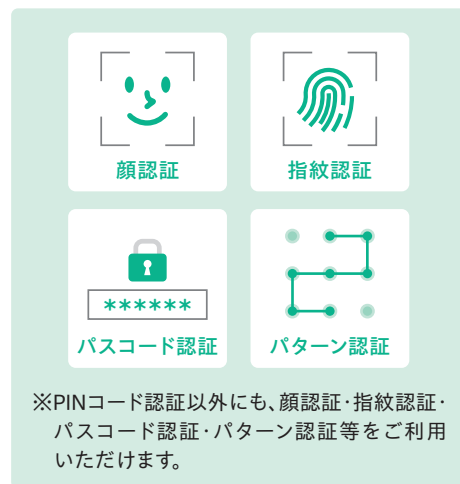 顔認証
指紋認証
******
パスコード認証
パターン認証
※PINコード認証以外にも、顔認証・指紋認証・
パスコード認証・パターン認証等をご利用
いただけます。